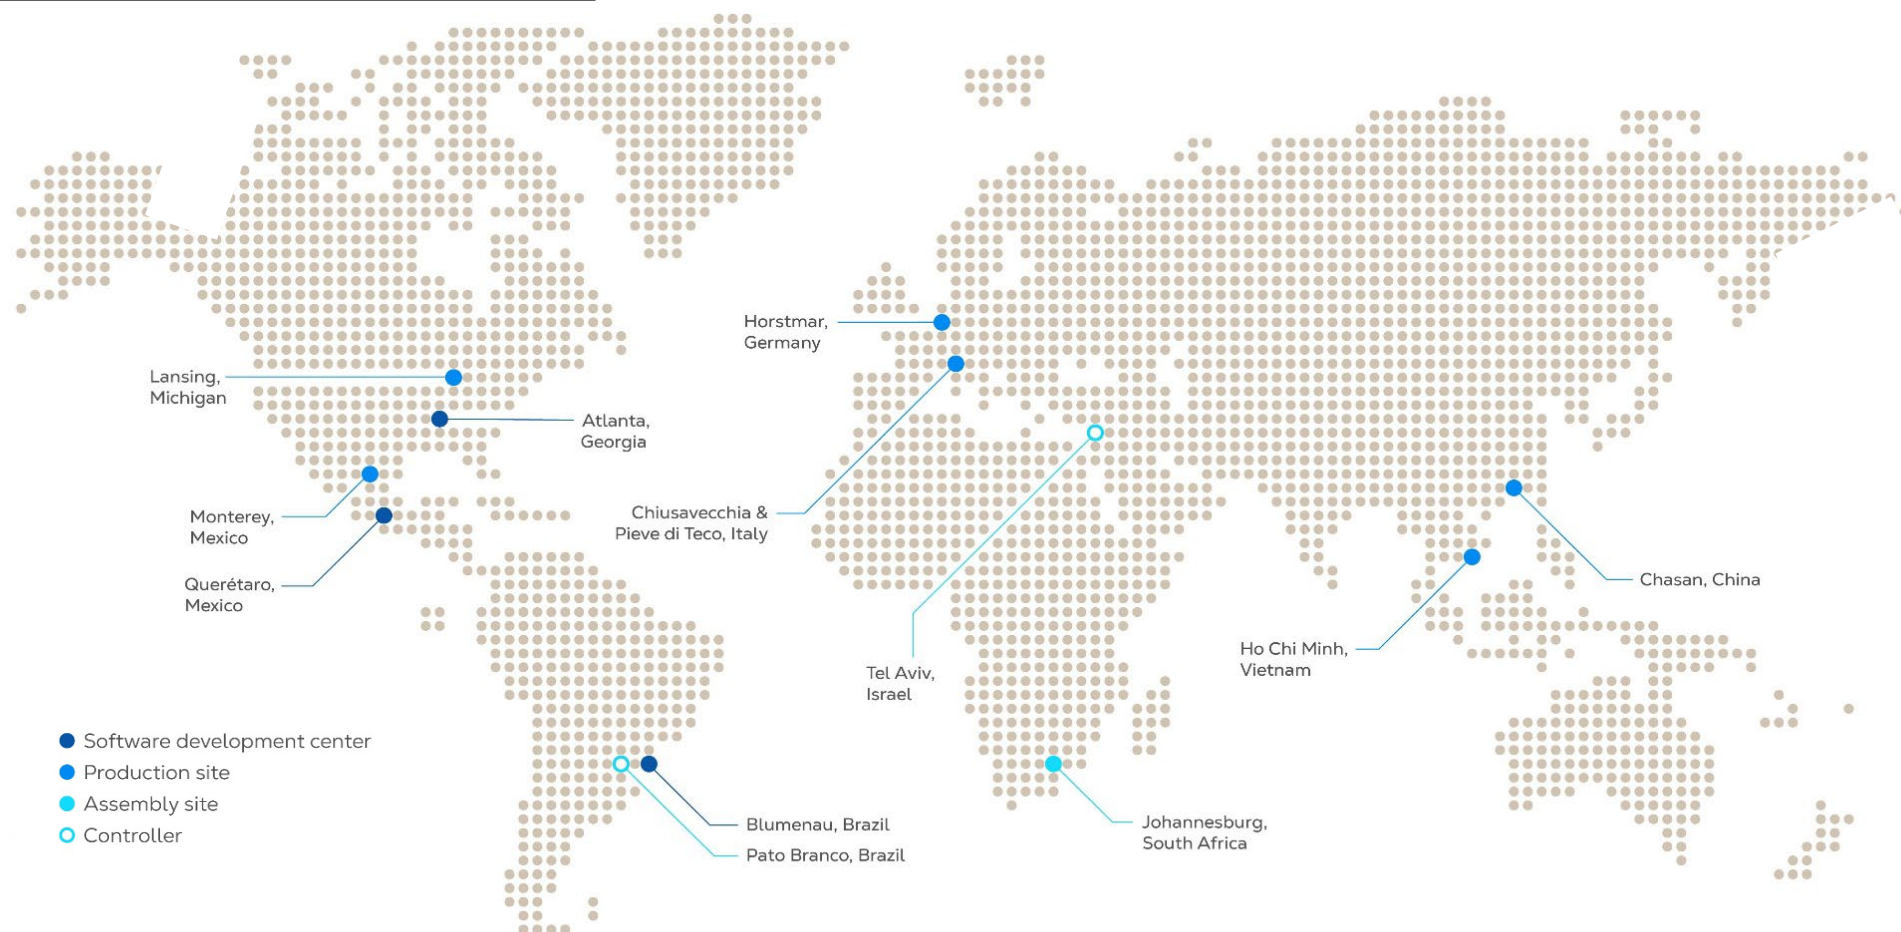 Horstmar,
Germany
Lansing,
Michigan
Atlanta,
Georgia
Monterey,
Mexico
Chiusavecchia &
Pieve di Teco, Italy
Querétaro,
Mexico
Chasan, China
Ho Chi Minh,
Vietnam
Tel Aviv,
Israel
Software development center
Production site
Assembly site
Controller
Blumenau, Brazil
Pato Branco, Brazil
Johannesburg,
South Africa